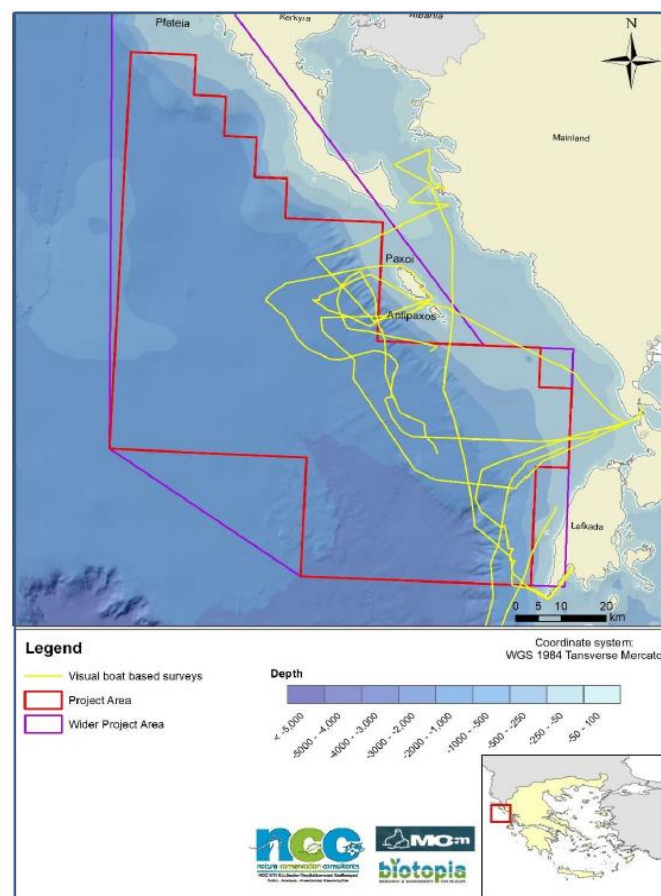 Pfateia
Kerkyra
Albania
N
Mainland
Paxoi
Antipaxos
Lefkada
0 5 10 20
km
Legend
Visual boat based surveys
Project Area
Wider Project Area
Coordinate system:
WGS 1984 Tansverse Mercato
Depth
< -5.000
-5000 - -4.000
-4000 - -3.000
-3000 - -2.000
-2000 - -1.000
-1000 - -500
-500 - -250
-250 - -50
-50 - -100
ncc
nature conservation consultants
MOm
biotopia